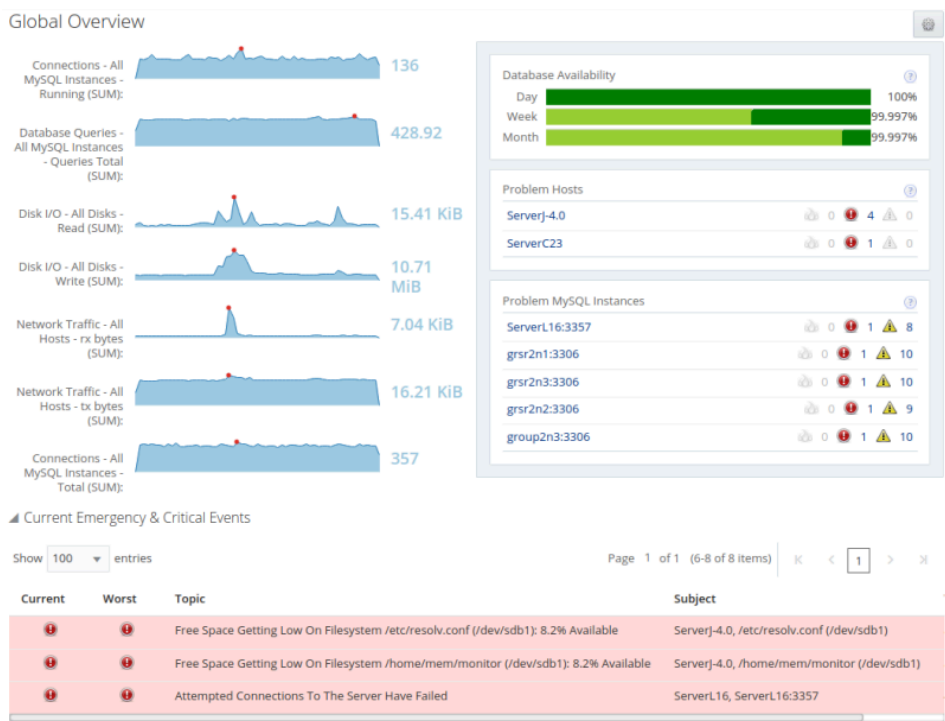 Global Overview
Connections - All
MySQL Instances -
Running (SUM):
136
Database Queries -
All MySQL Instances
- Queries Total
(SUM):
428.92
Disk I/O - All Disks -
Read (SUM):
15.41 KiB
Disk I/O - All Disks -
Write (SUM):
10.71
MiB
Network Traffic - All
Hosts - rx bytes
(SUM):
7.04 KiB
Network Traffic - All
Hosts - tx bytes
(SUM):
16.21 KiB
Connections - All
MySQL Instances -
Total (SUM):
357
Database Availability ?
Day 100%
Week 99.997%
Month 99.997%
Problem Hosts ?
ServerJ-4.0 0 4 0
ServerC23 0 1 0
Problem MySQL Instances ?
ServerL16:3357 0 1 8
grsr2n1:3306 0 1 10
grsr2n3:3306 0 1 10
grsr2n2:3306 0 1 9
group2n3:3306 0 1 10
Current Emergency & Critical Events
Show 100 entries Page 1 of 1 (6-8 of 8 items) 1
Current Worst Topic Subject
Free Space Getting Low On Filesystem /etc/resolv.conf (/dev/sdb1): 8.2% Available ServerJ-4.0, /etc/resolv.conf (/dev/sdb1)
Free Space Getting Low On Filesystem /home/mem/monitor (/dev/sdb1): 8.2% Available ServerJ-4.0, /home/mem/monitor (/dev/sdb1)
Attempted Connections To The Server Have Failed ServerL16, ServerL16:3357